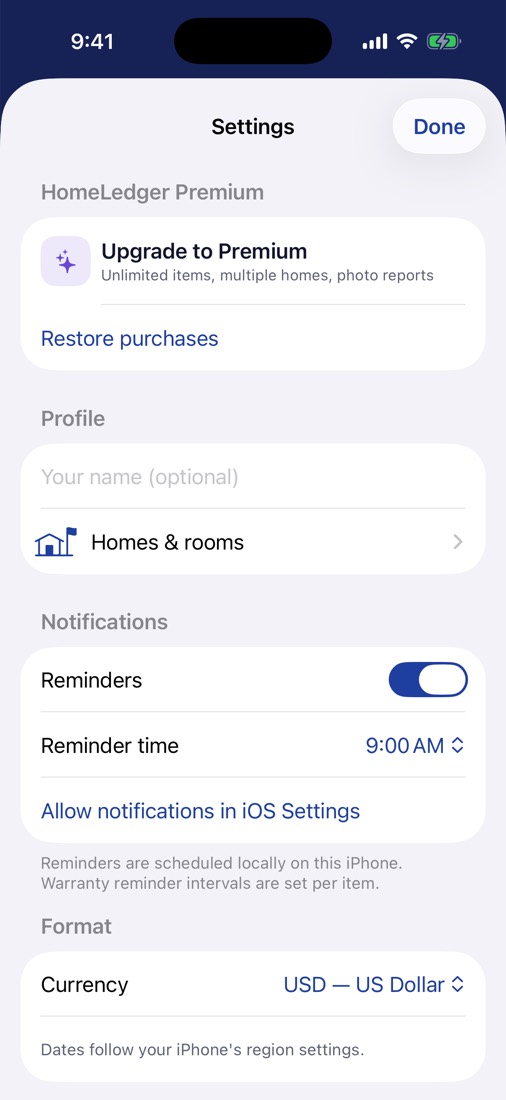 9:41
Settings
Done
HomeLedger Premium
Upgrade to Premium
Unlimited items, multiple homes, photo reports
Restore purchases
Profile
Your name (optional)
Homes & rooms
Notifications
Reminders
Reminder time
9:00 AM
Allow notifications in iOS Settings
Reminders are scheduled locally on this iPhone.
Warranty reminder intervals are set per item.
Format
Currency
USD — US Dollar
Dates follow your iPhone's region settings.